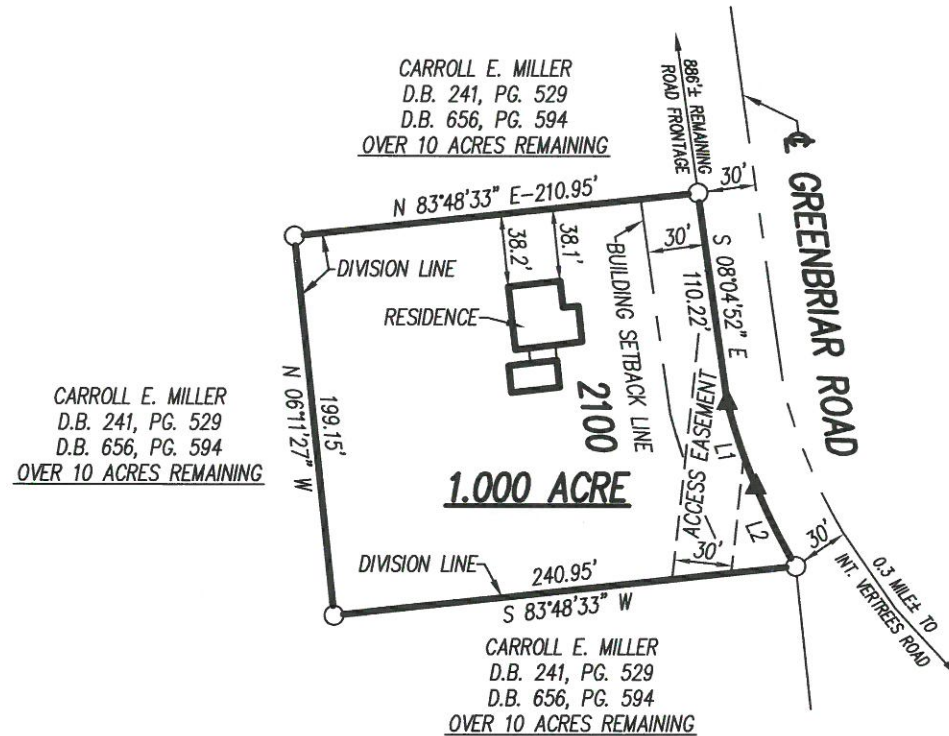 CARROLL E. MILLER
D.B. 241, PG. 529
D.B. 656, PG. 594
OVER 10 ACRES REMAINING
886'± REMAINING
ROAD FRONTAGE
30'
℄ GREENBRIAR ROAD
N 83°48'33" E-210.95'
DIVISION LINE
38.2'
38.1'
30'
BUILDING SETBACK LINE
S 08°04'52" E
110.22'
RESIDENCE
2100
CARROLL E. MILLER
D.B. 241, PG. 529
D.B. 656, PG. 594
OVER 10 ACRES REMAINING
N 06°11'27" W
199.15'
1.000 ACRE
ACCESS EASEMENT
L1
L2
30'
30'
0.3 MILE± TO
INT. VERTREES ROAD
DIVISION LINE
240.95'
S 83°48'33" W
CARROLL E. MILLER
D.B. 241, PG. 529
D.B. 656, PG. 594
OVER 10 ACRES REMAINING